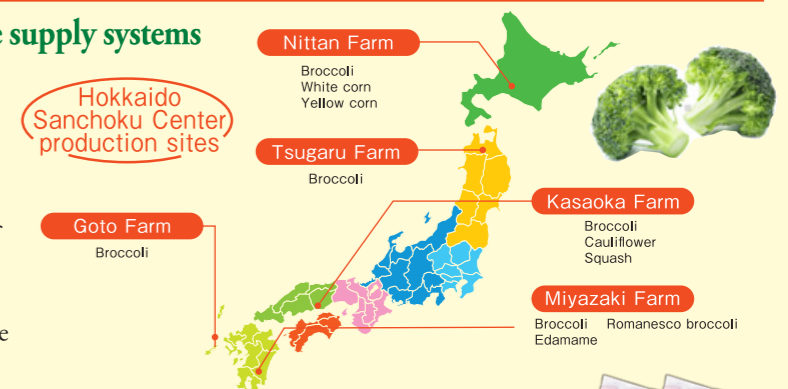 e supply systems
Hokkaido
Sanchoku Center
production sites
Nittan Farm
Broccoli
White corn
Yellow corn
Tsugaru Farm
Broccoli
Kasaoka Farm
Broccoli
Cauliflower
Squash
Goto Farm
Broccoli
Miyazaki Farm
Broccoli Romanesco broccoli
Edamame
e